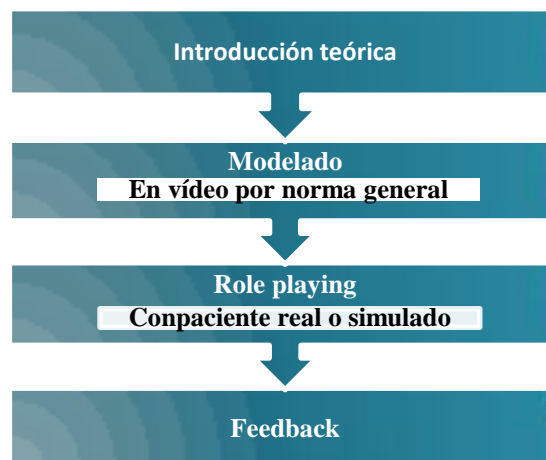 Introducción teórica
Modelado
En vídeo por norma general
Role playing
Conpaciente real o simulado
Feedback